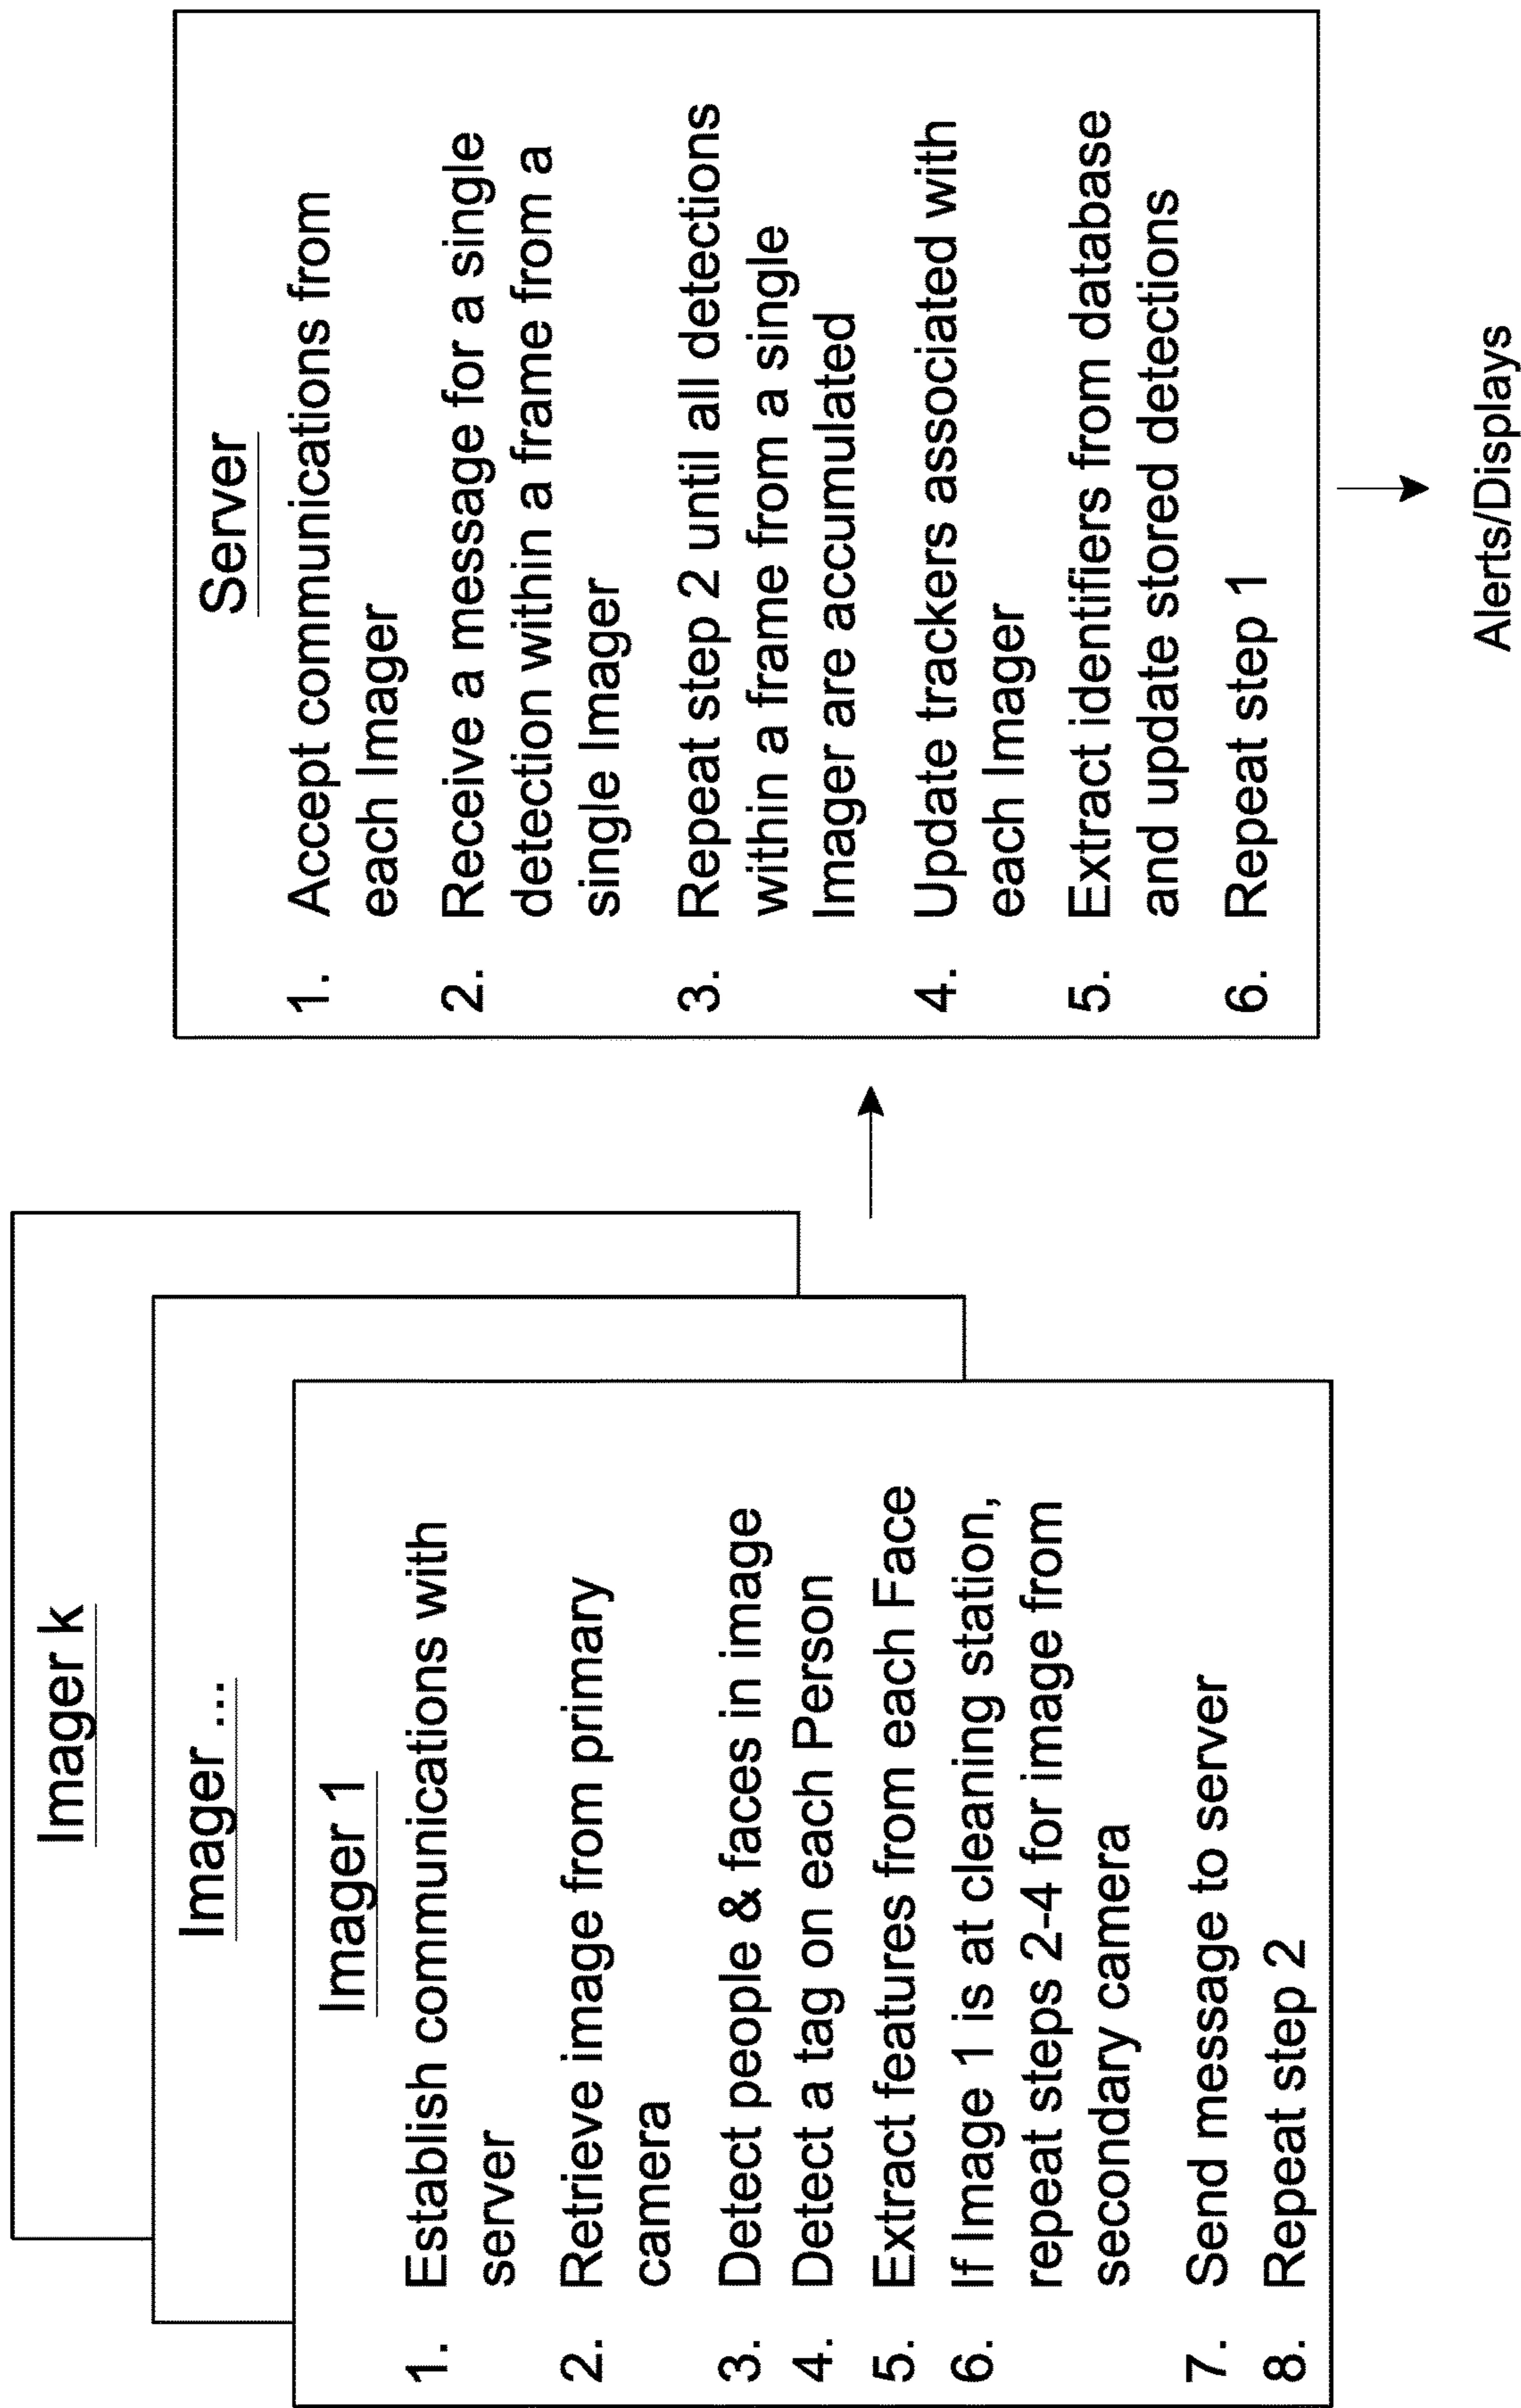 Imager k
Imager ...
Imager 1
1. Establish communications with
server
2. Retrieve image from primary
camera
3. Detect people & faces in image
4. Detect a tag on each Person
5. Extract features from each Face
6. If Image 1 is at cleaning station,
repeat steps 2-4 for image from
secondary camera
7. Send message to server
8. Repeat step 2
Server
1. Accept communications from
each Imager
2. Receive a message for a single
detection within a frame from a
single Imager
3. Repeat step 2 until all detections
within a frame from a single
Imager are accumulated
4. Update trackers associated with
each Imager
5. Extract identifiers from database
and update stored detections
6. Repeat step 1
Alerts/Displays